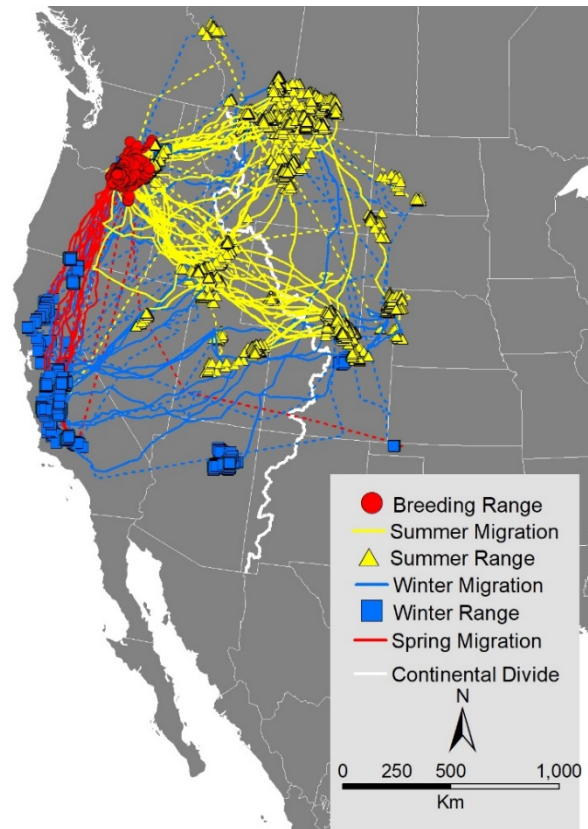 Breeding Range
Summer Migration
Summer Range
Winter Migration
Winter Range
Spring Migration
Continental Divide
N
0 250 500 1,000
Km